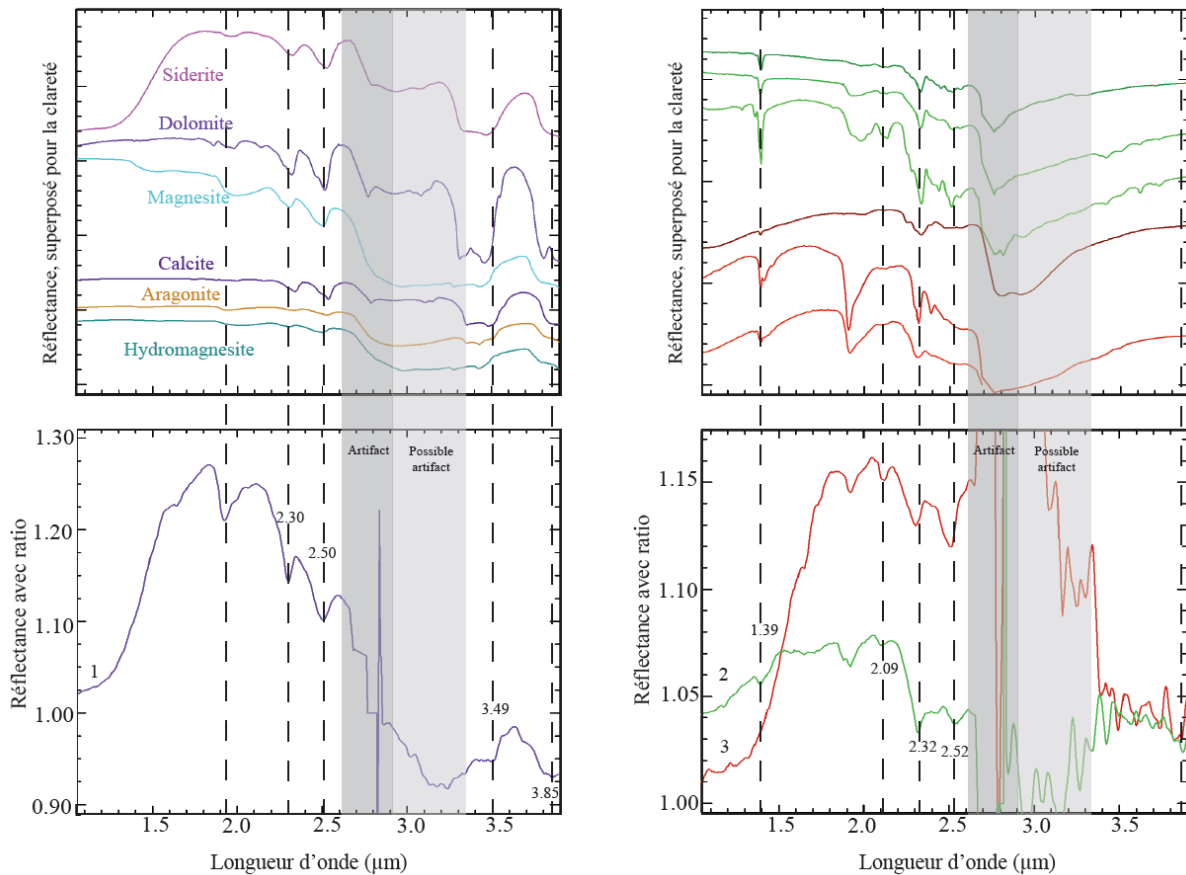 Réflectance, superposé pour la clareté
Siderite
Dolomite
Magnesite
Calcite
Aragonite
Hydromagnesite
Réflectance, superposé pour la clareté
Réflectance avec ratio
1.30
1.20
1.10
1.00
0.90
Artifact
Possible
artifact
2.30
2.50
1
3.49
3.85
1.5
2.0
2.5
3.0
3.5
Longueur d'onde (µm)
Réflectance avec ratio
1.15
1.10
1.05
1.00
Artifact
Possible
artifact
1.39
2
2.09
3
2.32
2.52
1.5
2.0
2.5
3.0
3.5
Longueur d'onde (µm)